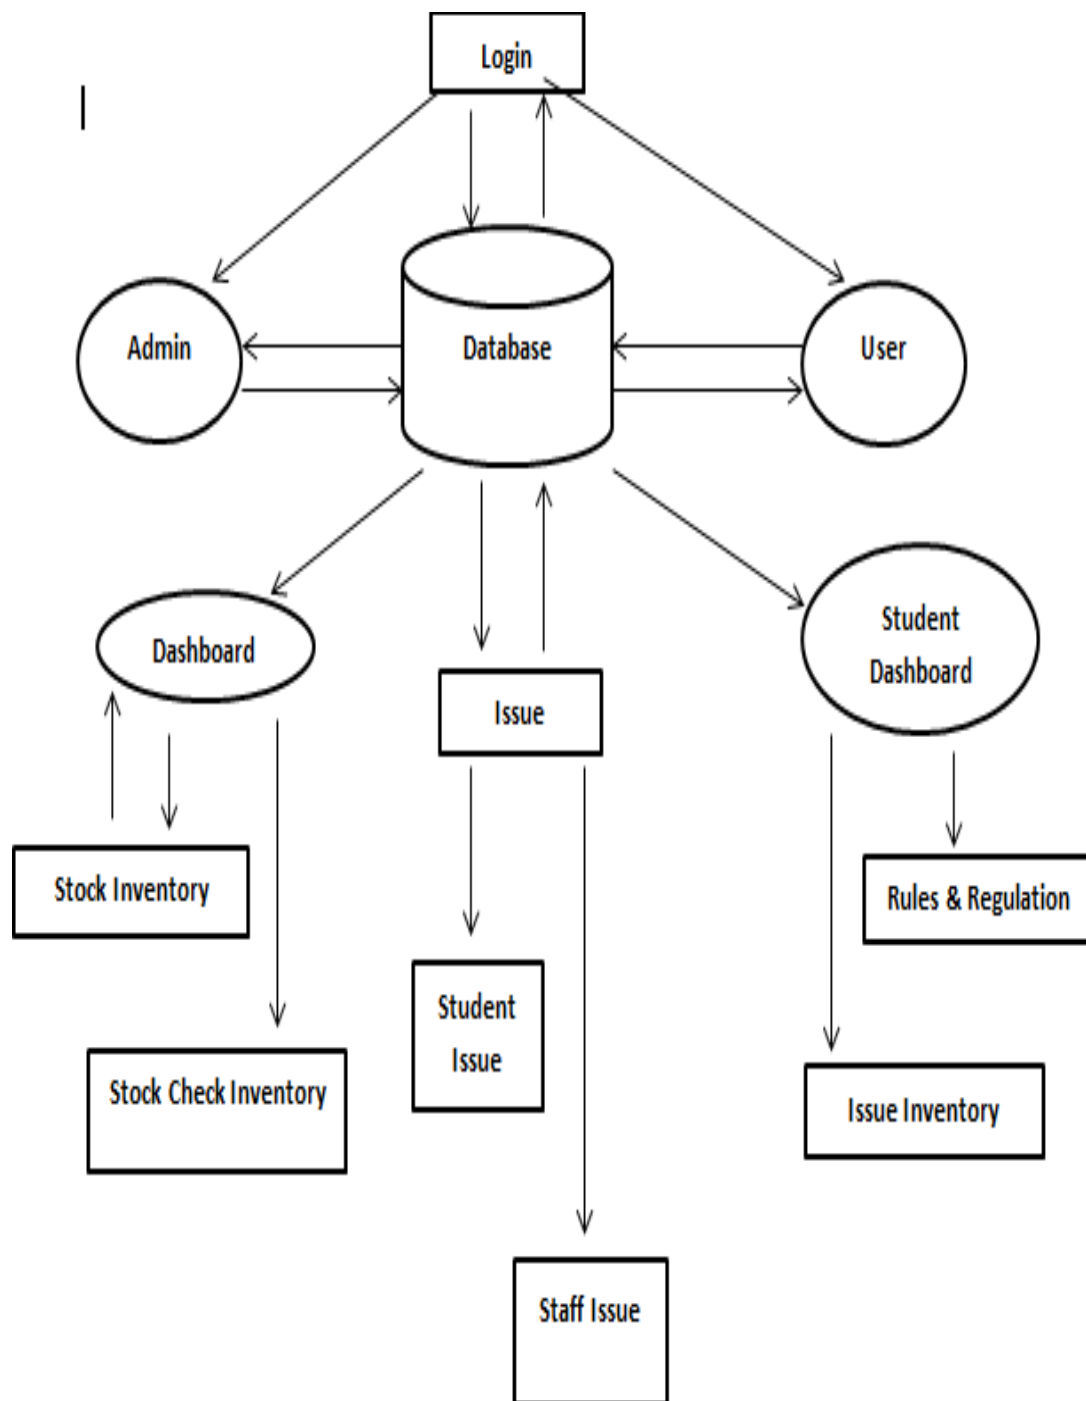 Login
Admin
Database
User
Dashboard
Issue
Student
Dashboard
Stock Inventory
Rules & Regulation
Student
Issue
Stock Check Inventory
Issue Inventory
Staff Issue